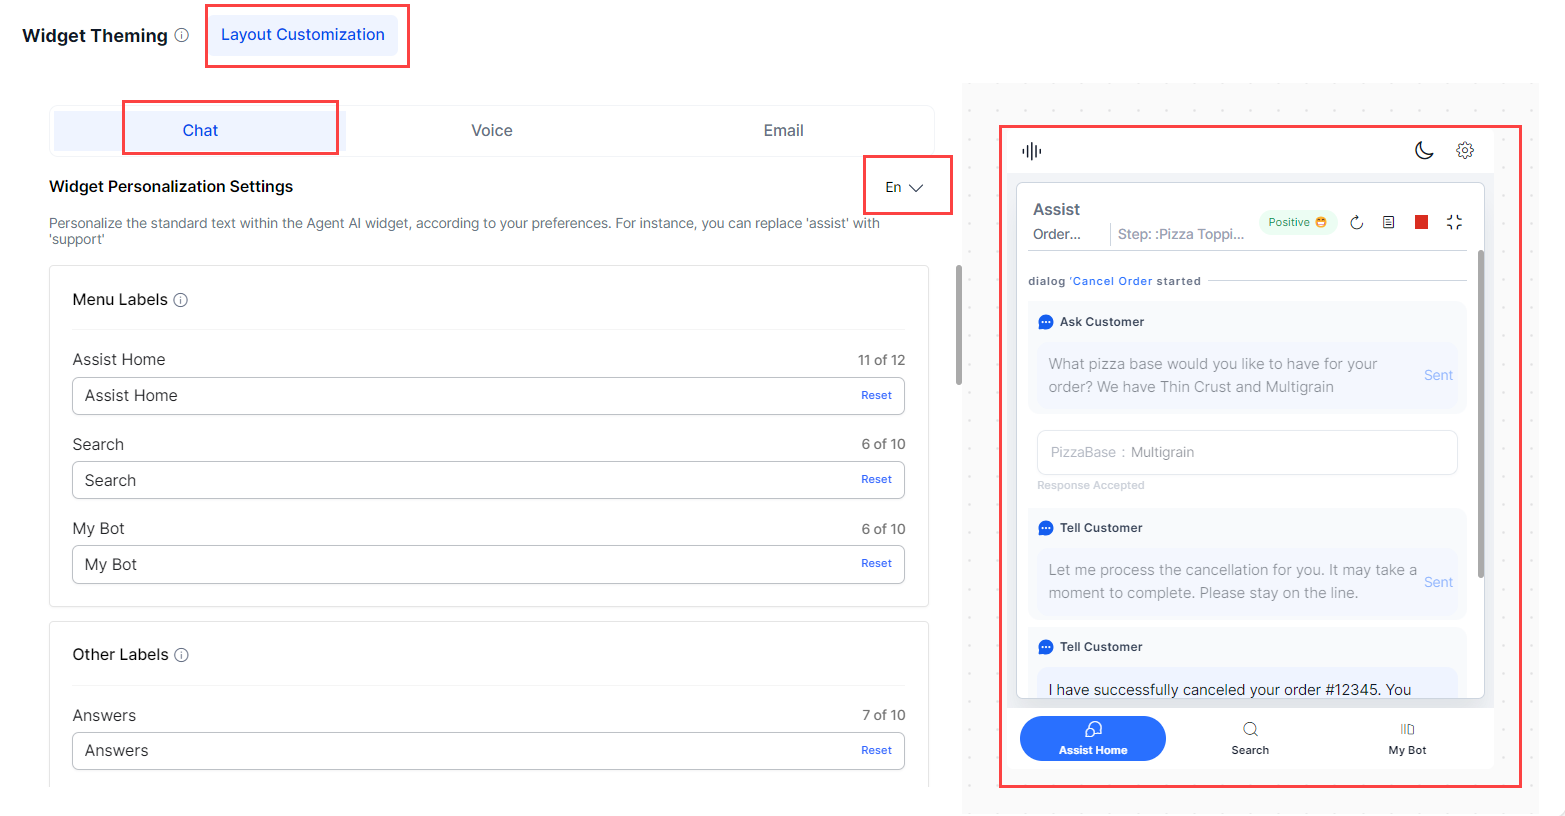 Widget Theming
Layout Customization
Chat
Voice
Email
Widget Personalization Settings
En
Personalize the standard text within the Agent AI widget, according to your preferences. For instance, you can replace 'assist' with
'support'
Menu Labels
Assist Home
11 of 12
Assist Home
Reset
Search
6 of 10
Search
Reset
My Bot
6 of 10
My Bot
Reset
Other Labels
Answers
7 of 10
Answers
Reset
Assist
Order...
Step: :Pizza Toppi...
Positive
dialog 'Cancel Order started
Ask Customer
What pizza base would you like to have for your
order? We have Thin Crust and Multigrain
Sent
PizzaBase : Multigrain
Response Accepted
Tell Customer
Let me process the cancellation for you. It may take a
moment to complete. Please stay on the line.
Sent
Tell Customer
I have successfully canceled your order #12345. You
Assist Home
Search
My Bot